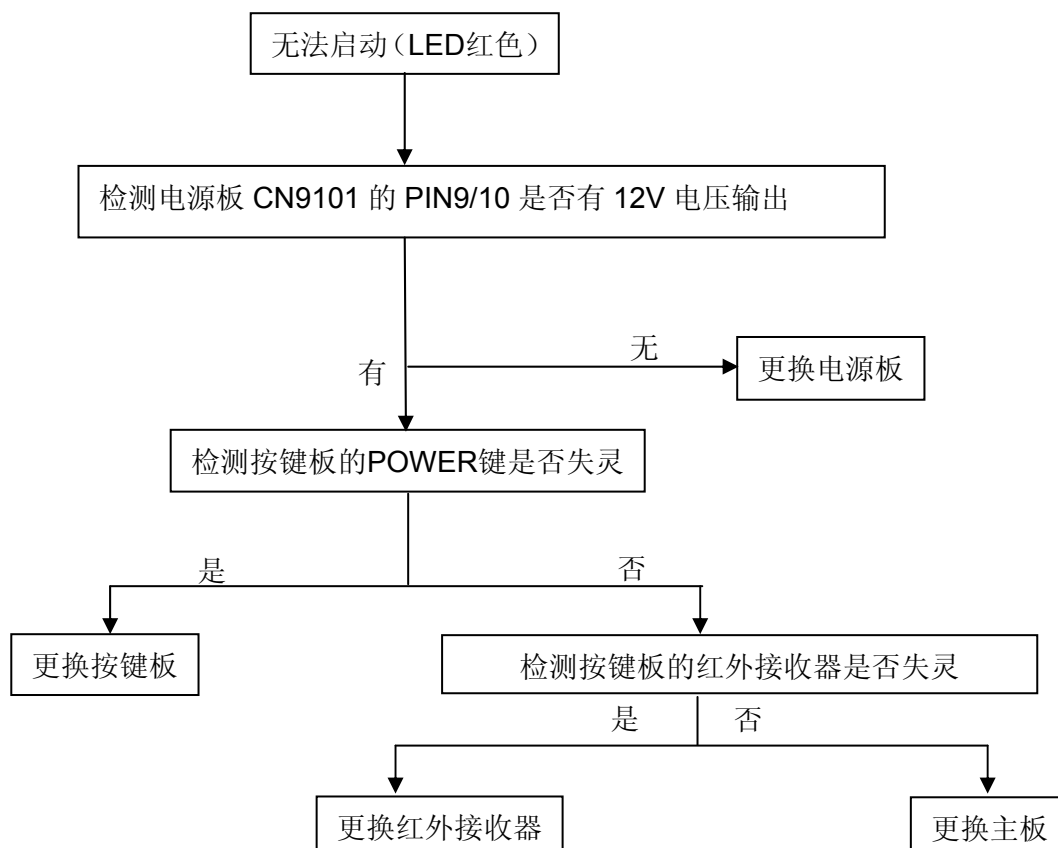 无法启动（LED红色）
检测电源板 CN9101 的 PIN9/10 是否有 12V 电压输出
无
有
更换电源板
检测按键板的POWER键是否失灵
是
否
更换按键板
检测按键板的红外接收器是否失灵
是
否
更换红外接收器
更换主板